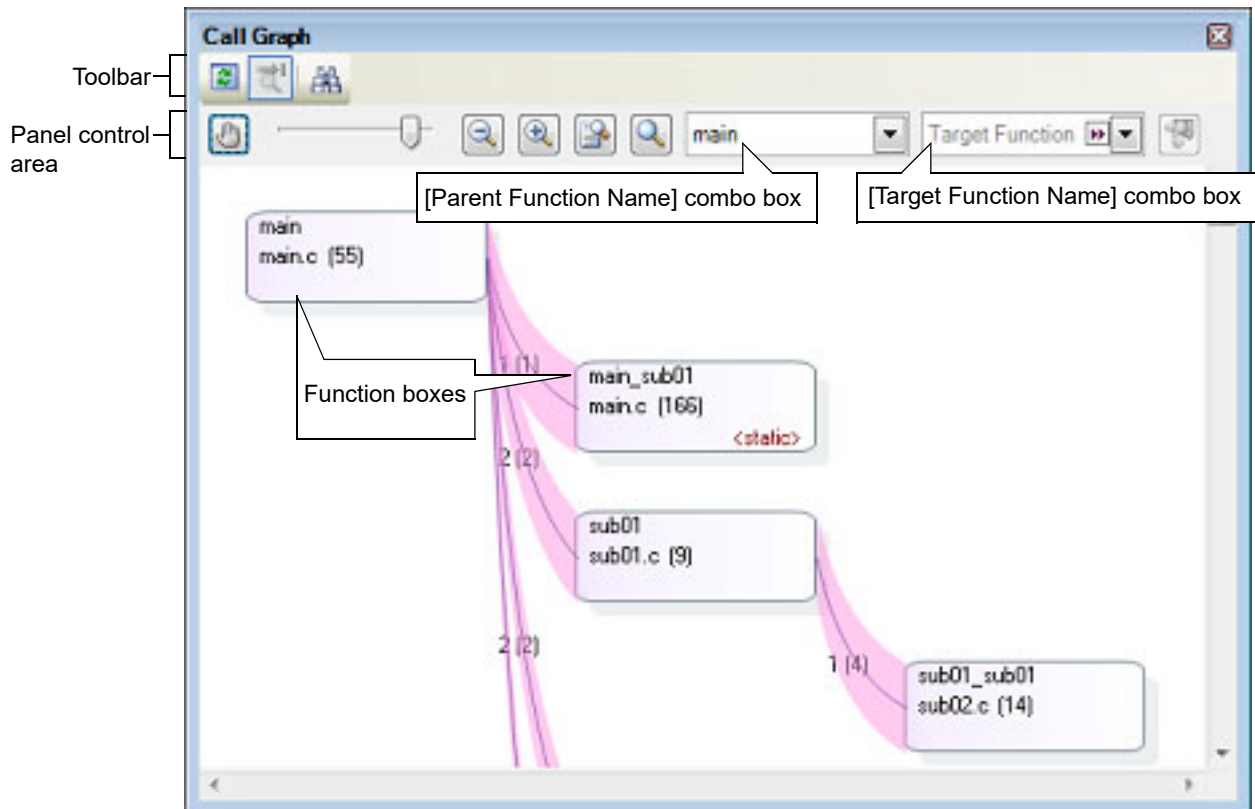 Call Graph
Toolbar
Panel control
area
main
Target Function
[Parent Function Name] combo box
[Target Function Name] combo box
main
main.c (55)
1 (1)
Function boxes
main_sub01
main.c (166)
<static>
2 (2)
sub01
sub01.c (9)
2 (2)
1 (4)
sub01_sub01
sub02.c (14)